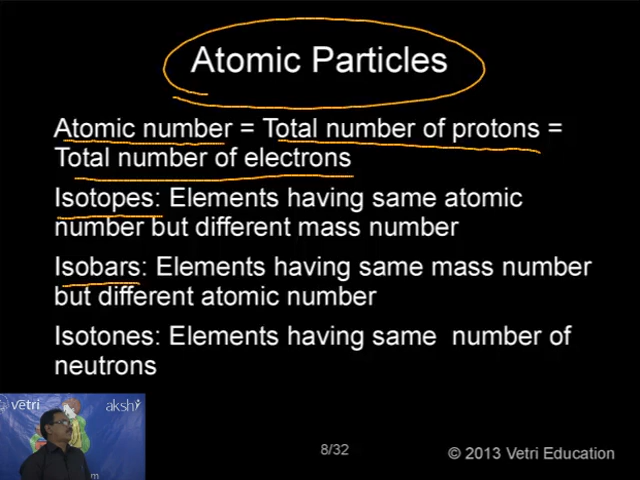 Atomic Particles
Atomic number = Total number of protons =
Total number of electrons
Isotopes: Elements having same atomic
number but different mass number
Isobars: Elements having same mass number
but different atomic number
Isotones: Elements having same number of
neutrons
vetri
aksh
m
8/32
© 2013 Vetri Education